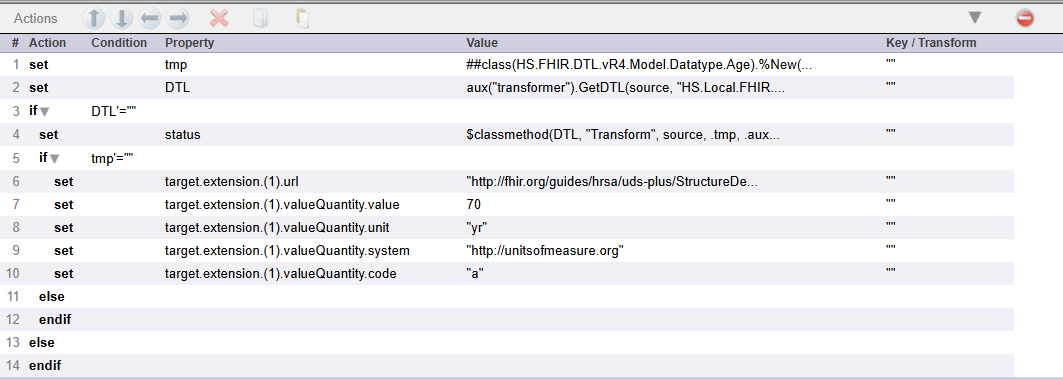 Actions
# Action Condition Property Value Key / Transform
1 set tmp ##class(HS.FHIR.DTL.vR4.Model.Datatype.Age).%New(... ""
2 set DTL aux("transformer").GetDTL(source, "HS.Local.FHIR.... ""
3 if DTL'=""
4 set status $classmethod(DTL, "Transform", source, .tmp, .aux... ""
5 if tmp'=""
6 set target.extension.(1).url "http://fhir.org/guides/hrsa/uds-plus/StructureDe... ""
7 set target.extension.(1).valueQuantity.value 70 ""
8 set target.extension.(1).valueQuantity.unit "yr" ""
9 set target.extension.(1).valueQuantity.system "http://unitsofmeasure.org" ""
10 set target.extension.(1).valueQuantity.code "a" ""
11 else
12 endif
13 else
14 endif